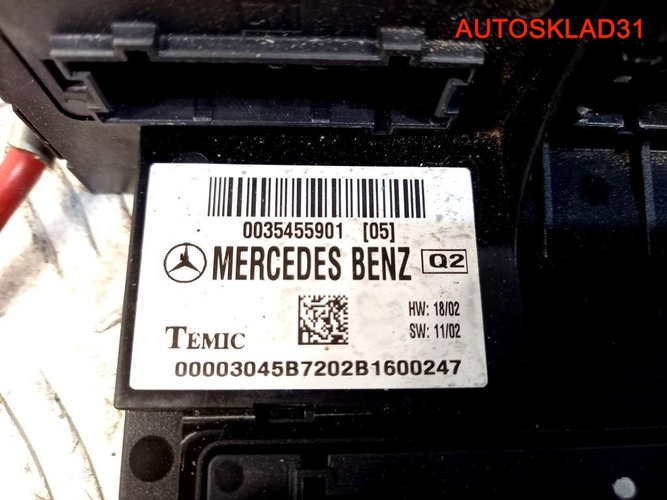 AUTOSKLAD31
0035455901 [05]
MERCEDES BENZ Q2
HW: 18/02
SW: 11/02
TEMIC
00003045B7202B1600247